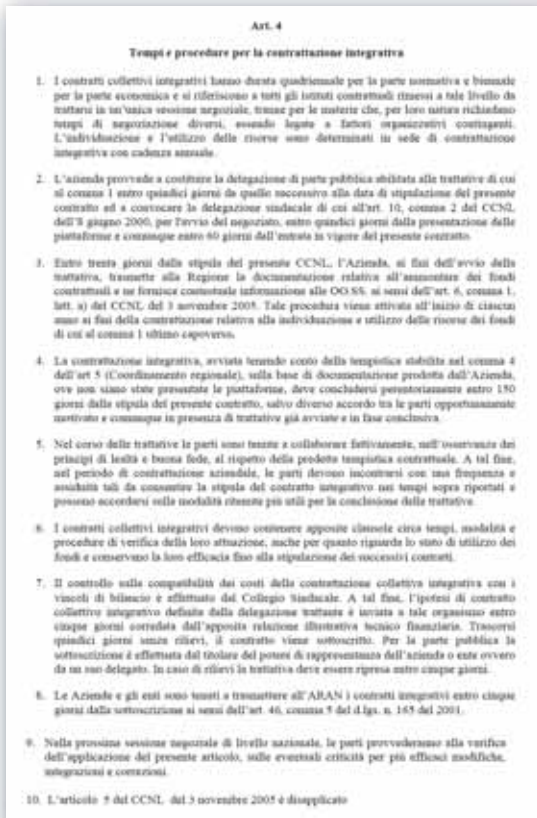 Art. 4
Tempi e procedure per la contrattazione integrativa
1. I contratti collettivi integrativi hanno durata quadriennale per la parte normativa e biennale
per la parte economica e si riferiscono a tutti gli istituti contrattuali rimessi a tale livello da
trattarsi in un'unica sessione negoziale, tranne per le materie che, per loro natura richiedano
tempi di negoziazione diversi, essendo legate a fattori organizzativi contingenti.
L'individuazione e l'utilizzo delle risorse sono determinati in sede di contrattazione
integrativa con cadenza annuale.
2. L'azienda provvede a costituire la delegazione di parte pubblica abilitata alle trattative di cui
al comma 1 entro quindici giorni da quello successivo alla data di stipulazione del presente
contratto ed a convocare la delegazione sindacale di cui all'art. 10, comma 2 del CCNL
dell'8 giugno 2000, per l'avvio del negoziato, entro quindici giorni dalla presentazione delle
piattaforme e comunque entro 60 giorni dall'entrata in vigore del presente contratto.
3. Entro trenta giorni dalla stipula del presente CCNL, l'Azienda, ai fini dell'avvio della
trattativa, trasmette alla Regione la documentazione relativa all'ammontare dei fondi
contrattuali e ne fornisce contestuale informazione alle OO.SS. ai sensi dell'art. 6, comma 1,
lett. a) del CCNL del 3 novembre 2005. Tale procedura viene attivata all'inizio di ciascun
anno ai fini della contrattazione relativa alla individuazione e utilizzo delle risorse dei fondi
di cui al comma 1 ultimo capoverso.
4. La contrattazione integrativa, avviata tenendo conto della tempistica stabilita nel comma 4
dell'art 5 (Coordinamento regionale), sulla base di documentazione prodotta dall'Azienda,
ove non siano state presentate le piattaforme, deve concludersi perentoriamente entro 150
giorni dalla stipula del presente contratto, salvo diverso accordo tra le parti opportunamente
motivato e comunque in presenza di trattative già avviate e in fase conclusiva.
5. Nel corso delle trattative le parti sono tenute a collaborare fattivamente, nell'osservanza dei
principi di lealtà e buona fede, al rispetto della predetta tempistica contrattuale. A tal fine,
nel periodo di contrattazione aziendale, le parti devono incontrarsi con una frequenza e
assiduità tali da consentire la stipula del contratto integrativo nei tempi sopra riportati e
possono accordarsi sulle modalità ritenute più utili per la conclusione delle trattative.
6. I contratti collettivi integrativi devono contenere apposite clausole circa tempi, modalità e
procedure di verifica della loro attuazione, anche per quanto riguarda lo stato di utilizzo dei
fondi e conservano la loro efficacia fino alla stipulazione dei successivi contratti.
7. Il controllo sulla compatibilità dei costi della contrattazione collettiva integrativa con i
vincoli di bilancio è effettuato dal Collegio Sindacale. A tal fine, l'ipotesi di contratto
collettivo integrativo definita dalla delegazione trattante è inviata a tale organismo entro
cinque giorni corredata dall'apposita relazione illustrativa tecnico finanziaria. Trascorsi
quindici giorni senza rilievi, il contratto viene sottoscritto. Per la parte pubblica la
sottoscrizione è effettuata dal titolare del potere di rappresentanza dell'azienda o ente ovvero
da un suo delegato. In caso di rilievi la trattativa deve essere ripresa entro cinque giorni.
8. Le Aziende e gli enti sono tenuti a trasmettere all'ARAN i contratti integrativi entro cinque
giorni dalla sottoscrizione ai sensi dell'art. 46, comma 5 del d.lgs. n. 165 del 2001.
9. Nella prossima sessione negoziale di livello nazionale, le parti provvederanno alla verifica
dell'applicazione del presente articolo, sulle eventuali criticità per più efficaci modifiche,
integrazioni e correzioni.
10. L'articolo 5 del CCNL del 3 novembre 2005 è disapplicato